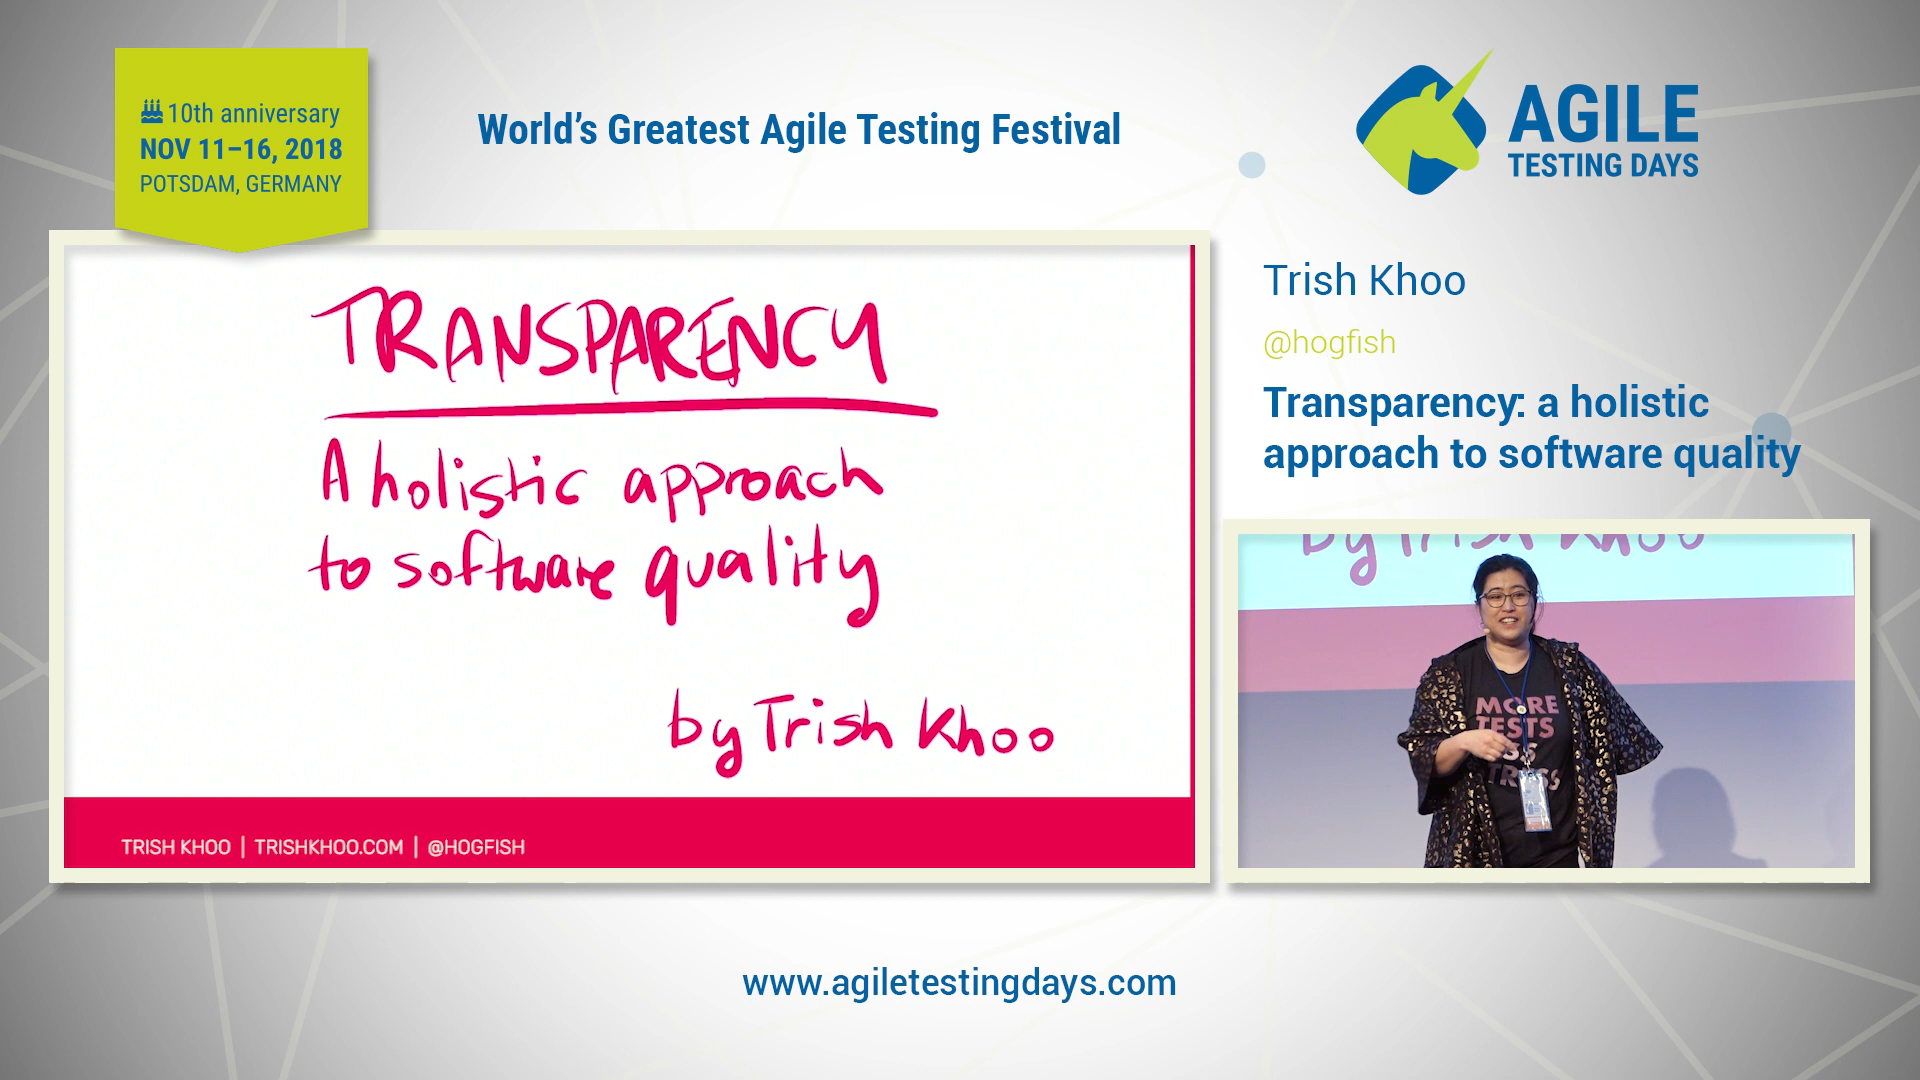 10th anniversary
NOV 11–16, 2018
POTSDAM, GERMANY
World's Greatest Agile Testing Festival
AGILE
TESTING DAYS
TRANSPARENCY
A holistic approach
to software quality
by Trish Khoo
TRISH KHOO | TRISHKHOO.COM | @HOGFISH
Trish Khoo
@hogfish
Transparency: a holistic
approach to software quality
by Trish Khoo
MORE
TESTS
www.agiletestingdays.com